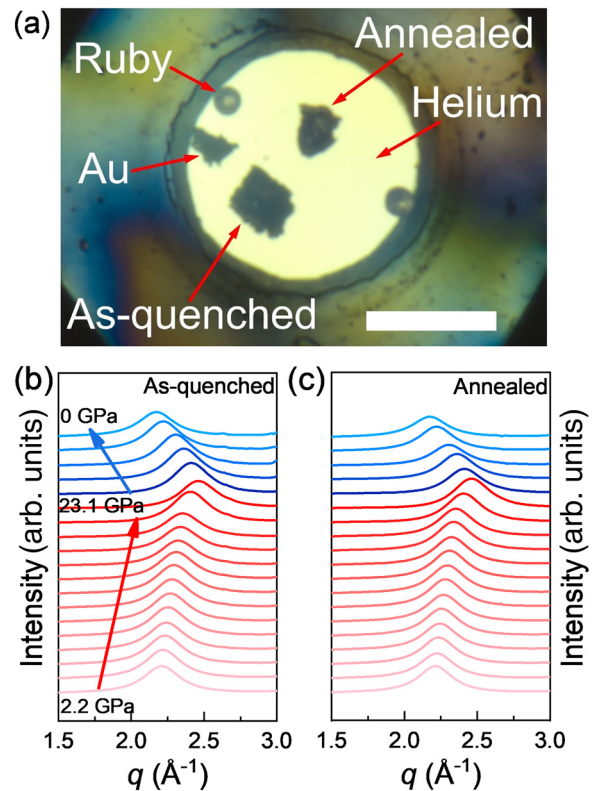 (a)
Ruby
Annealed
Helium
Au
As-quenched
(b)
As-quenched
0 GPa
23.1 GPa
2.2 GPa
Intensity (arb. units)
1.5 2.0 2.5 3.0
q (Å⁻¹)
(c)
Annealed
Intensity (arb. units)
1.5 2.0 2.5 3.0
q (Å⁻¹)